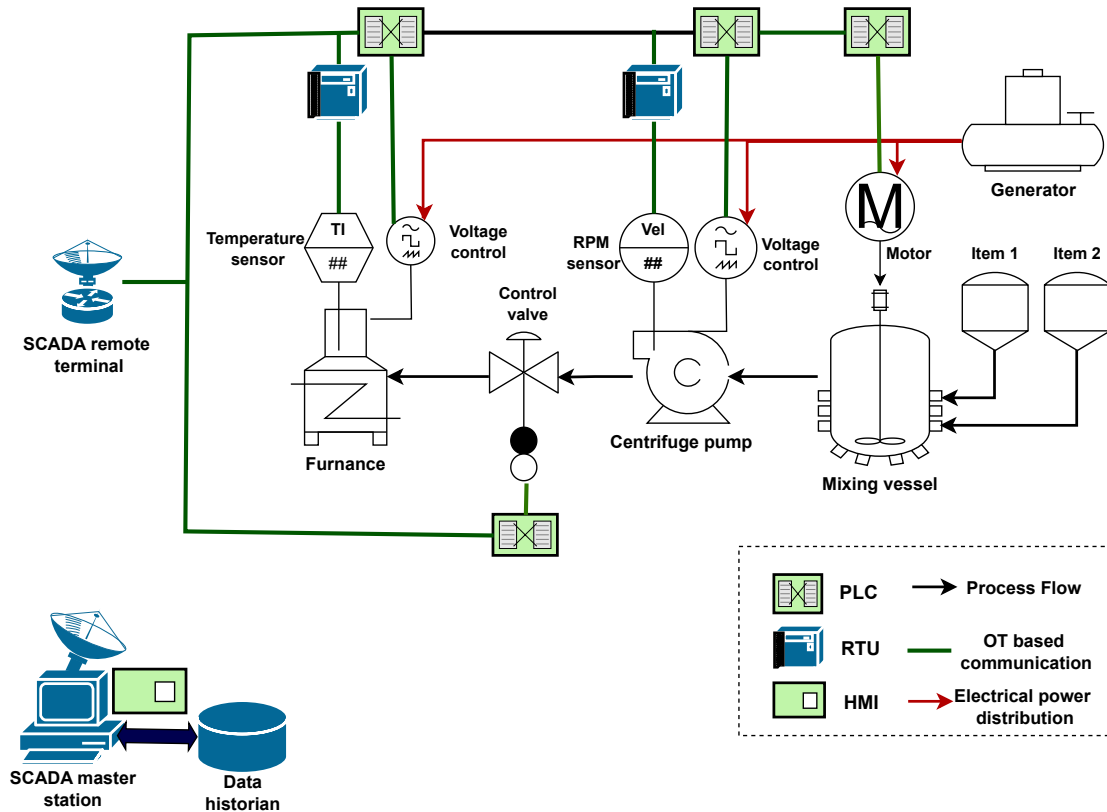 Generator
TI
##
Temperature
sensor
Voltage
control
Vel
##
RPM
sensor
Voltage
control
M
Motor
Item 1
Item 2
Control
valve
SCADA remote
terminal
Furnance
Centrifuge pump
Mixing vessel
PLC
Process Flow
RTU
OT based
communication
HMI
Electrical power
distribution
SCADA master
station
Data
historian